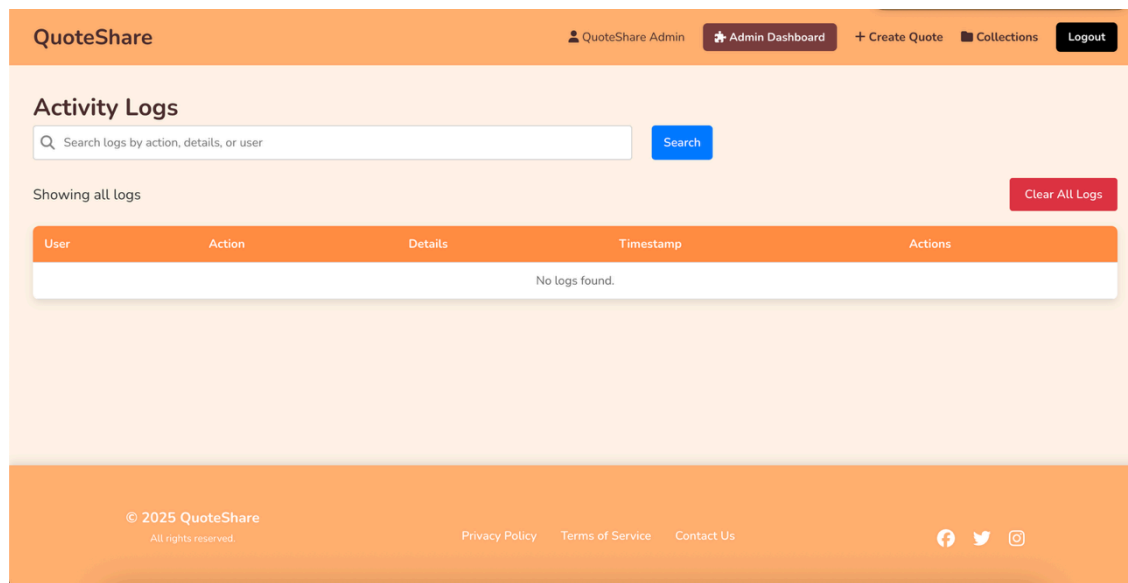 QuoteShare
QuoteShare Admin
Admin Dashboard
+ Create Quote
Collections
Logout
Activity Logs
Search logs by action, details, or user
Search
Showing all logs
Clear All Logs
User Action Details Timestamp Actions
No logs found.
© 2025 QuoteShare
All rights reserved.
Privacy Policy Terms of Service Contact Us